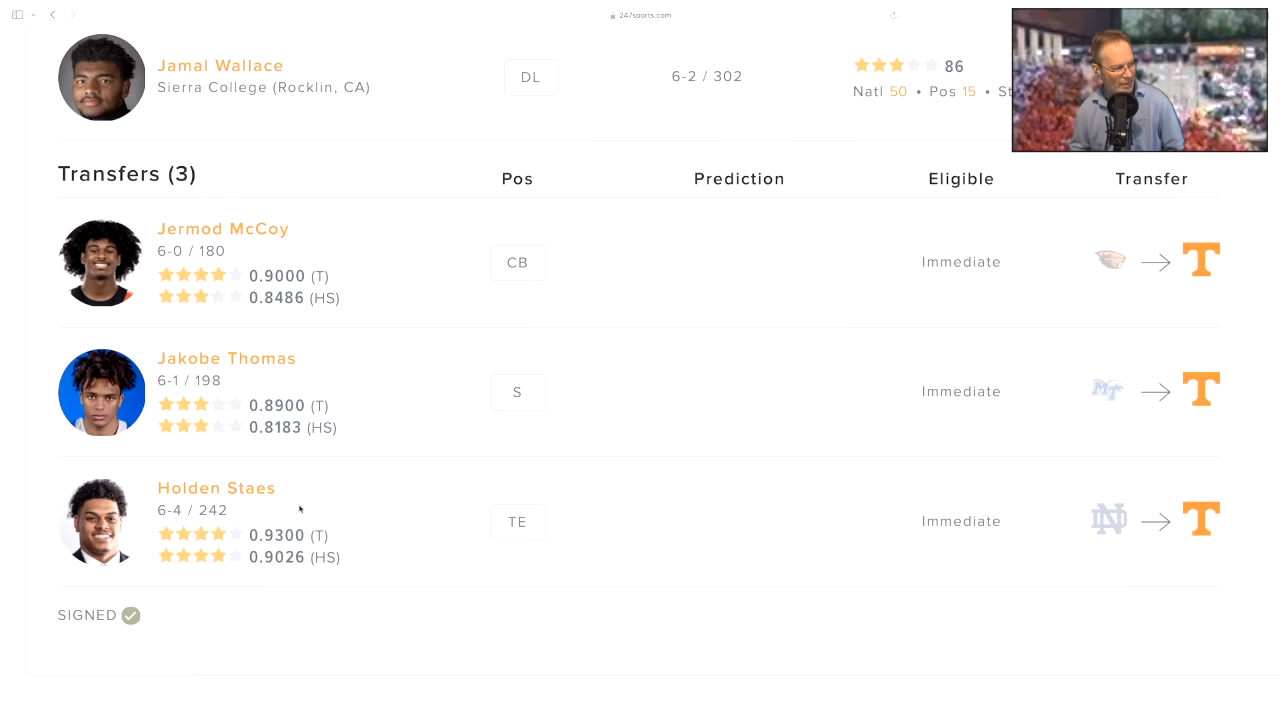 247sports.com
Jamal Wallace
Sierra College (Rocklin, CA)
DL
6-2 / 302
86
Natl 50 • Pos 15 • St
Transfers (3)
Pos
Prediction
Eligible
Transfer
Jermod McCoy
6-0 / 180
0.9000 (T)
0.8486 (HS)
CB
Immediate
T
Jakobe Thomas
6-1 / 198
0.8900 (T)
0.8183 (HS)
S
Immediate
MT
T
Holden Staes
6-4 / 242
0.9300 (T)
0.9026 (HS)
TE
Immediate
ND
T
SIGNED